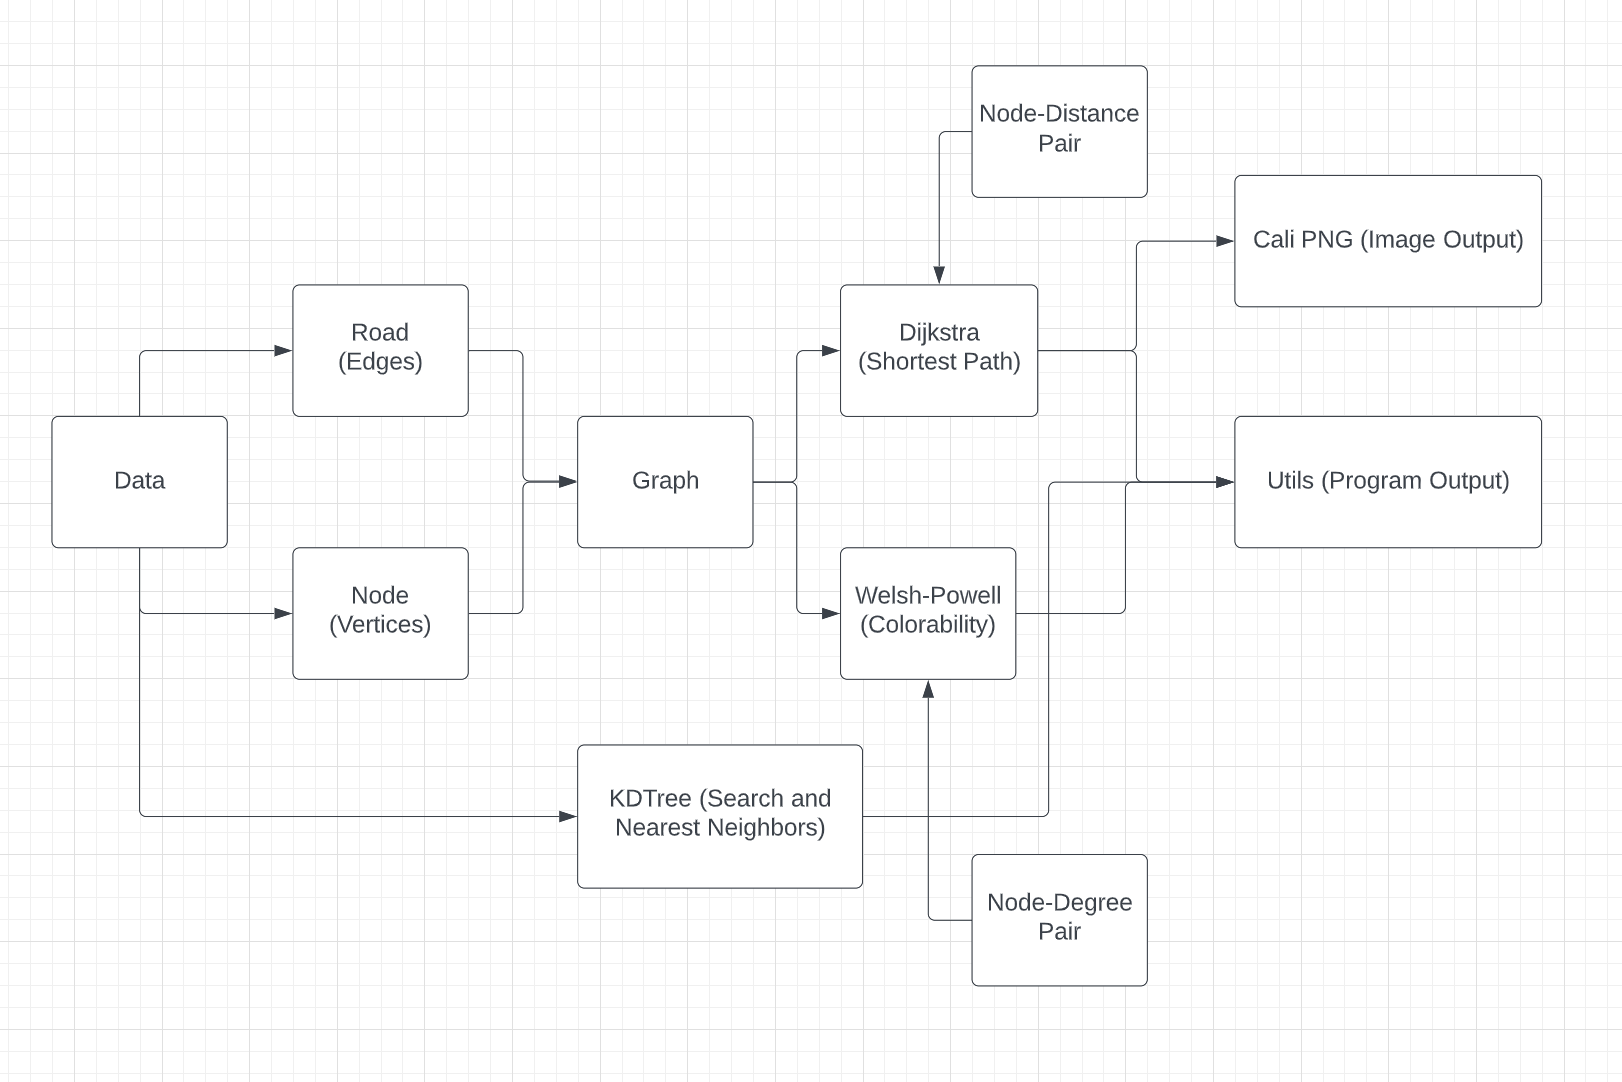 Node-Distance
Pair
Cali PNG (Image Output)
Road
(Edges)
Dijkstra
(Shortest Path)
Data
Graph
Utils (Program Output)
Node
(Vertices)
Welsh-Powell
(Colorability)
KDTree (Search and
Nearest Neighbors)
Node-Degree
Pair